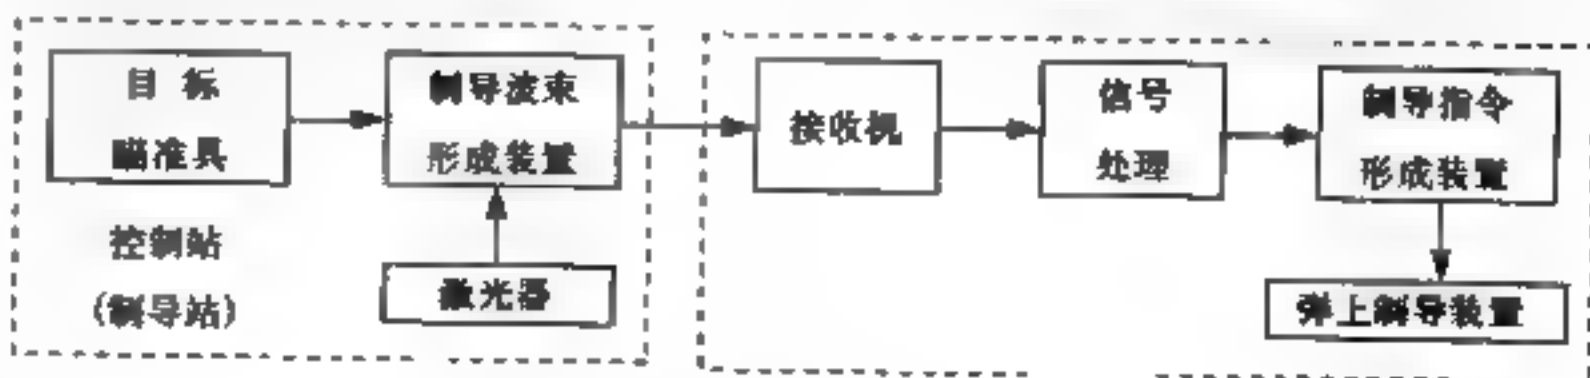 目标
瞄准具
制导波束
形成装置
控制站
(制导站)
激光器
接收机
信号
处理
制导指令
形成装置
弹上制导装置